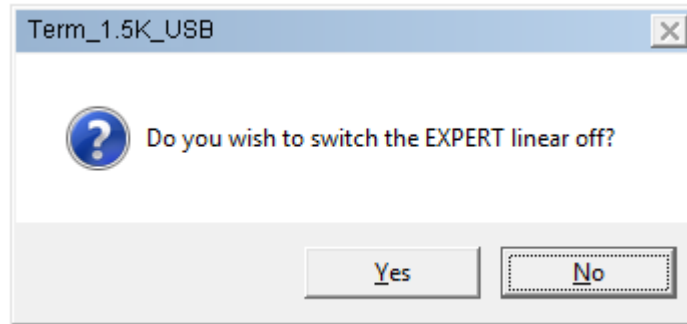 Term_1.5K_USB
Do you wish to switch the EXPERT linear off?
Yes
No